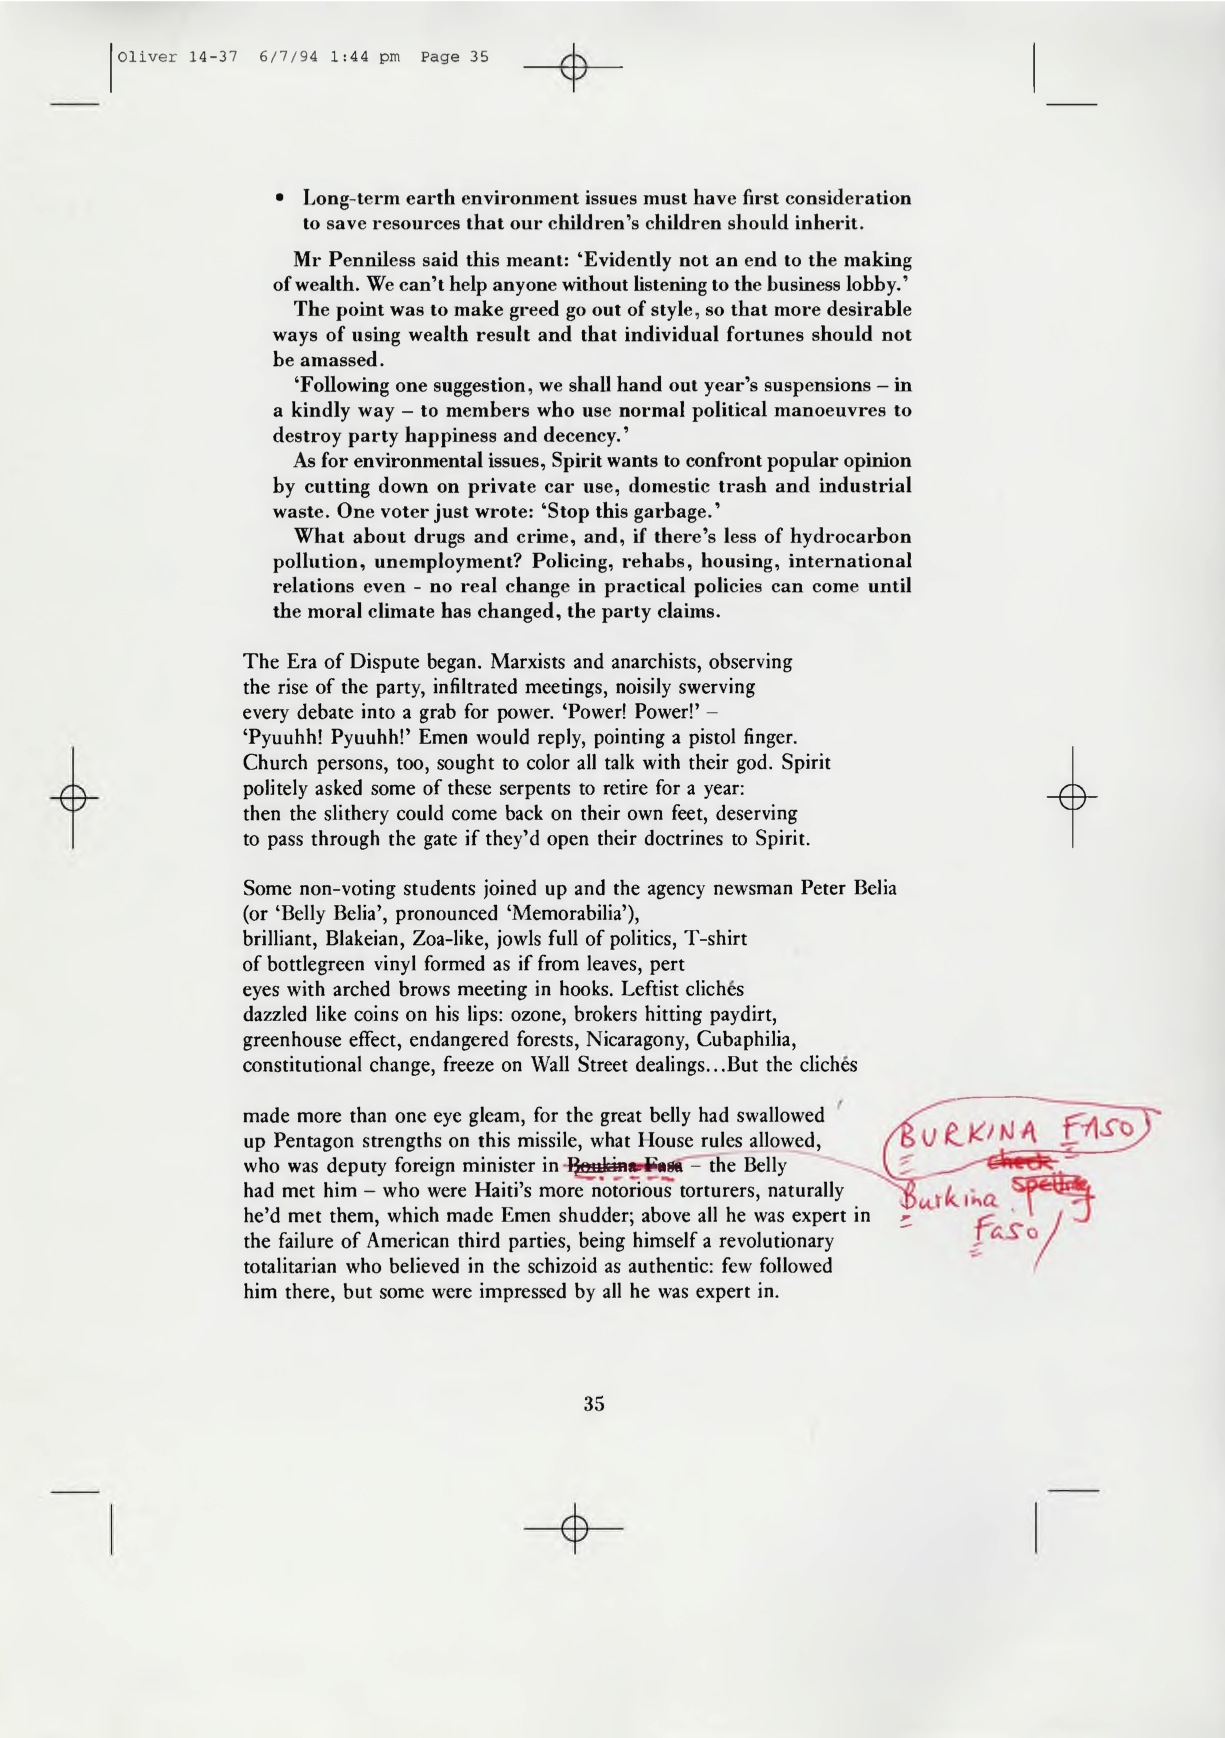 Oliver 14-37 6/7/94 1:44 pm Page 35
• Long-term earth environment issues must have first consideration
to save resources that our children’s children should inherit.
Mr Penniless said this meant: ‘Evidently not an end to the making
of wealth. We can’t help anyone without listening to the business lobby.’
The point was to make greed go out of style, so that more desirable
ways of using wealth result and that individual fortunes should not
be amassed.
‘Following one suggestion, we shall hand out year’s suspensions – in
a kindly way – to members who use normal political manoeuvres to
destroy party happiness and decency.’
As for environmental issues, Spirit wants to confront popular opinion
by cutting down on private car use, domestic trash and industrial
waste. One voter just wrote: ‘Stop this garbage.’
What about drugs and crime, and, if there’s less of hydrocarbon
pollution, unemployment? Policing, rehabs, housing, international
relations even - no real change in practical policies can come until
the moral climate has changed, the party claims.
The Era of Dispute began. Marxists and anarchists, observing
the rise of the party, infiltrated meetings, noisily swerving
every debate into a grab for power. ‘Power! Power!’ –
‘Pyuuhh! Pyuuhh!’ Emen would reply, pointing a pistol finger.
Church persons, too, sought to color all talk with their god. Spirit
politely asked some of these serpents to retire for a year:
then the slithery could come back on their own feet, deserving
to pass through the gate if they’d open their doctrines to Spirit.
Some non-voting students joined up and the agency newsman Peter Belia
(or ‘Belly Belia’, pronounced ‘Memorabilia’),
brilliant, Blakeian, Zoa-like, jowls full of politics, T-shirt
of bottlegreen vinyl formed as if from leaves, pert
eyes with arched brows meeting in hooks. Leftist clichés
dazzled like coins on his lips: ozone, brokers hitting paydirt,
greenhouse effect, endangered forests, Nicaragony, Cubaphilia,
constitutional change, freeze on Wall Street dealings...But the clichés
made more than one eye gleam, for the great belly had swallowed
up Pentagon strengths on this missile, what House rules allowed,
who was deputy foreign minister in Boukina Fasa – the Belly
had met him – who were Haiti’s more notorious torturers, naturally
he’d met them, which made Emen shudder; above all he was expert in
the failure of American third parties, being himself a revolutionary
totalitarian who believed in the schizoid as authentic: few followed
him there, but some were impressed by all he was expert in.
BURKINA FASO
check
spelling
Burkina
Faso/
35